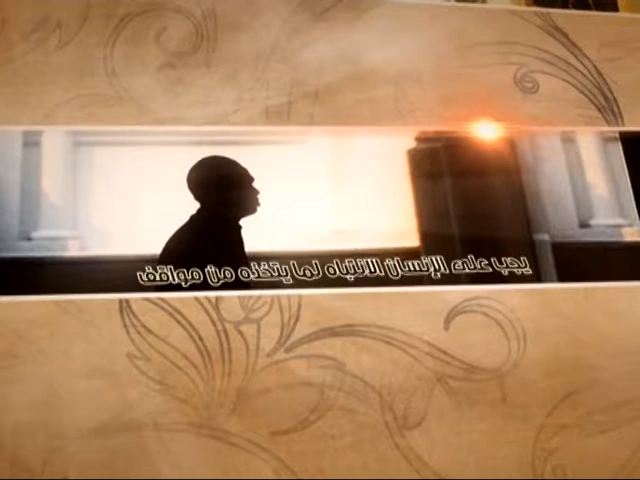 يجب على الإنسان الانتباه لما يتخذه من مواقف